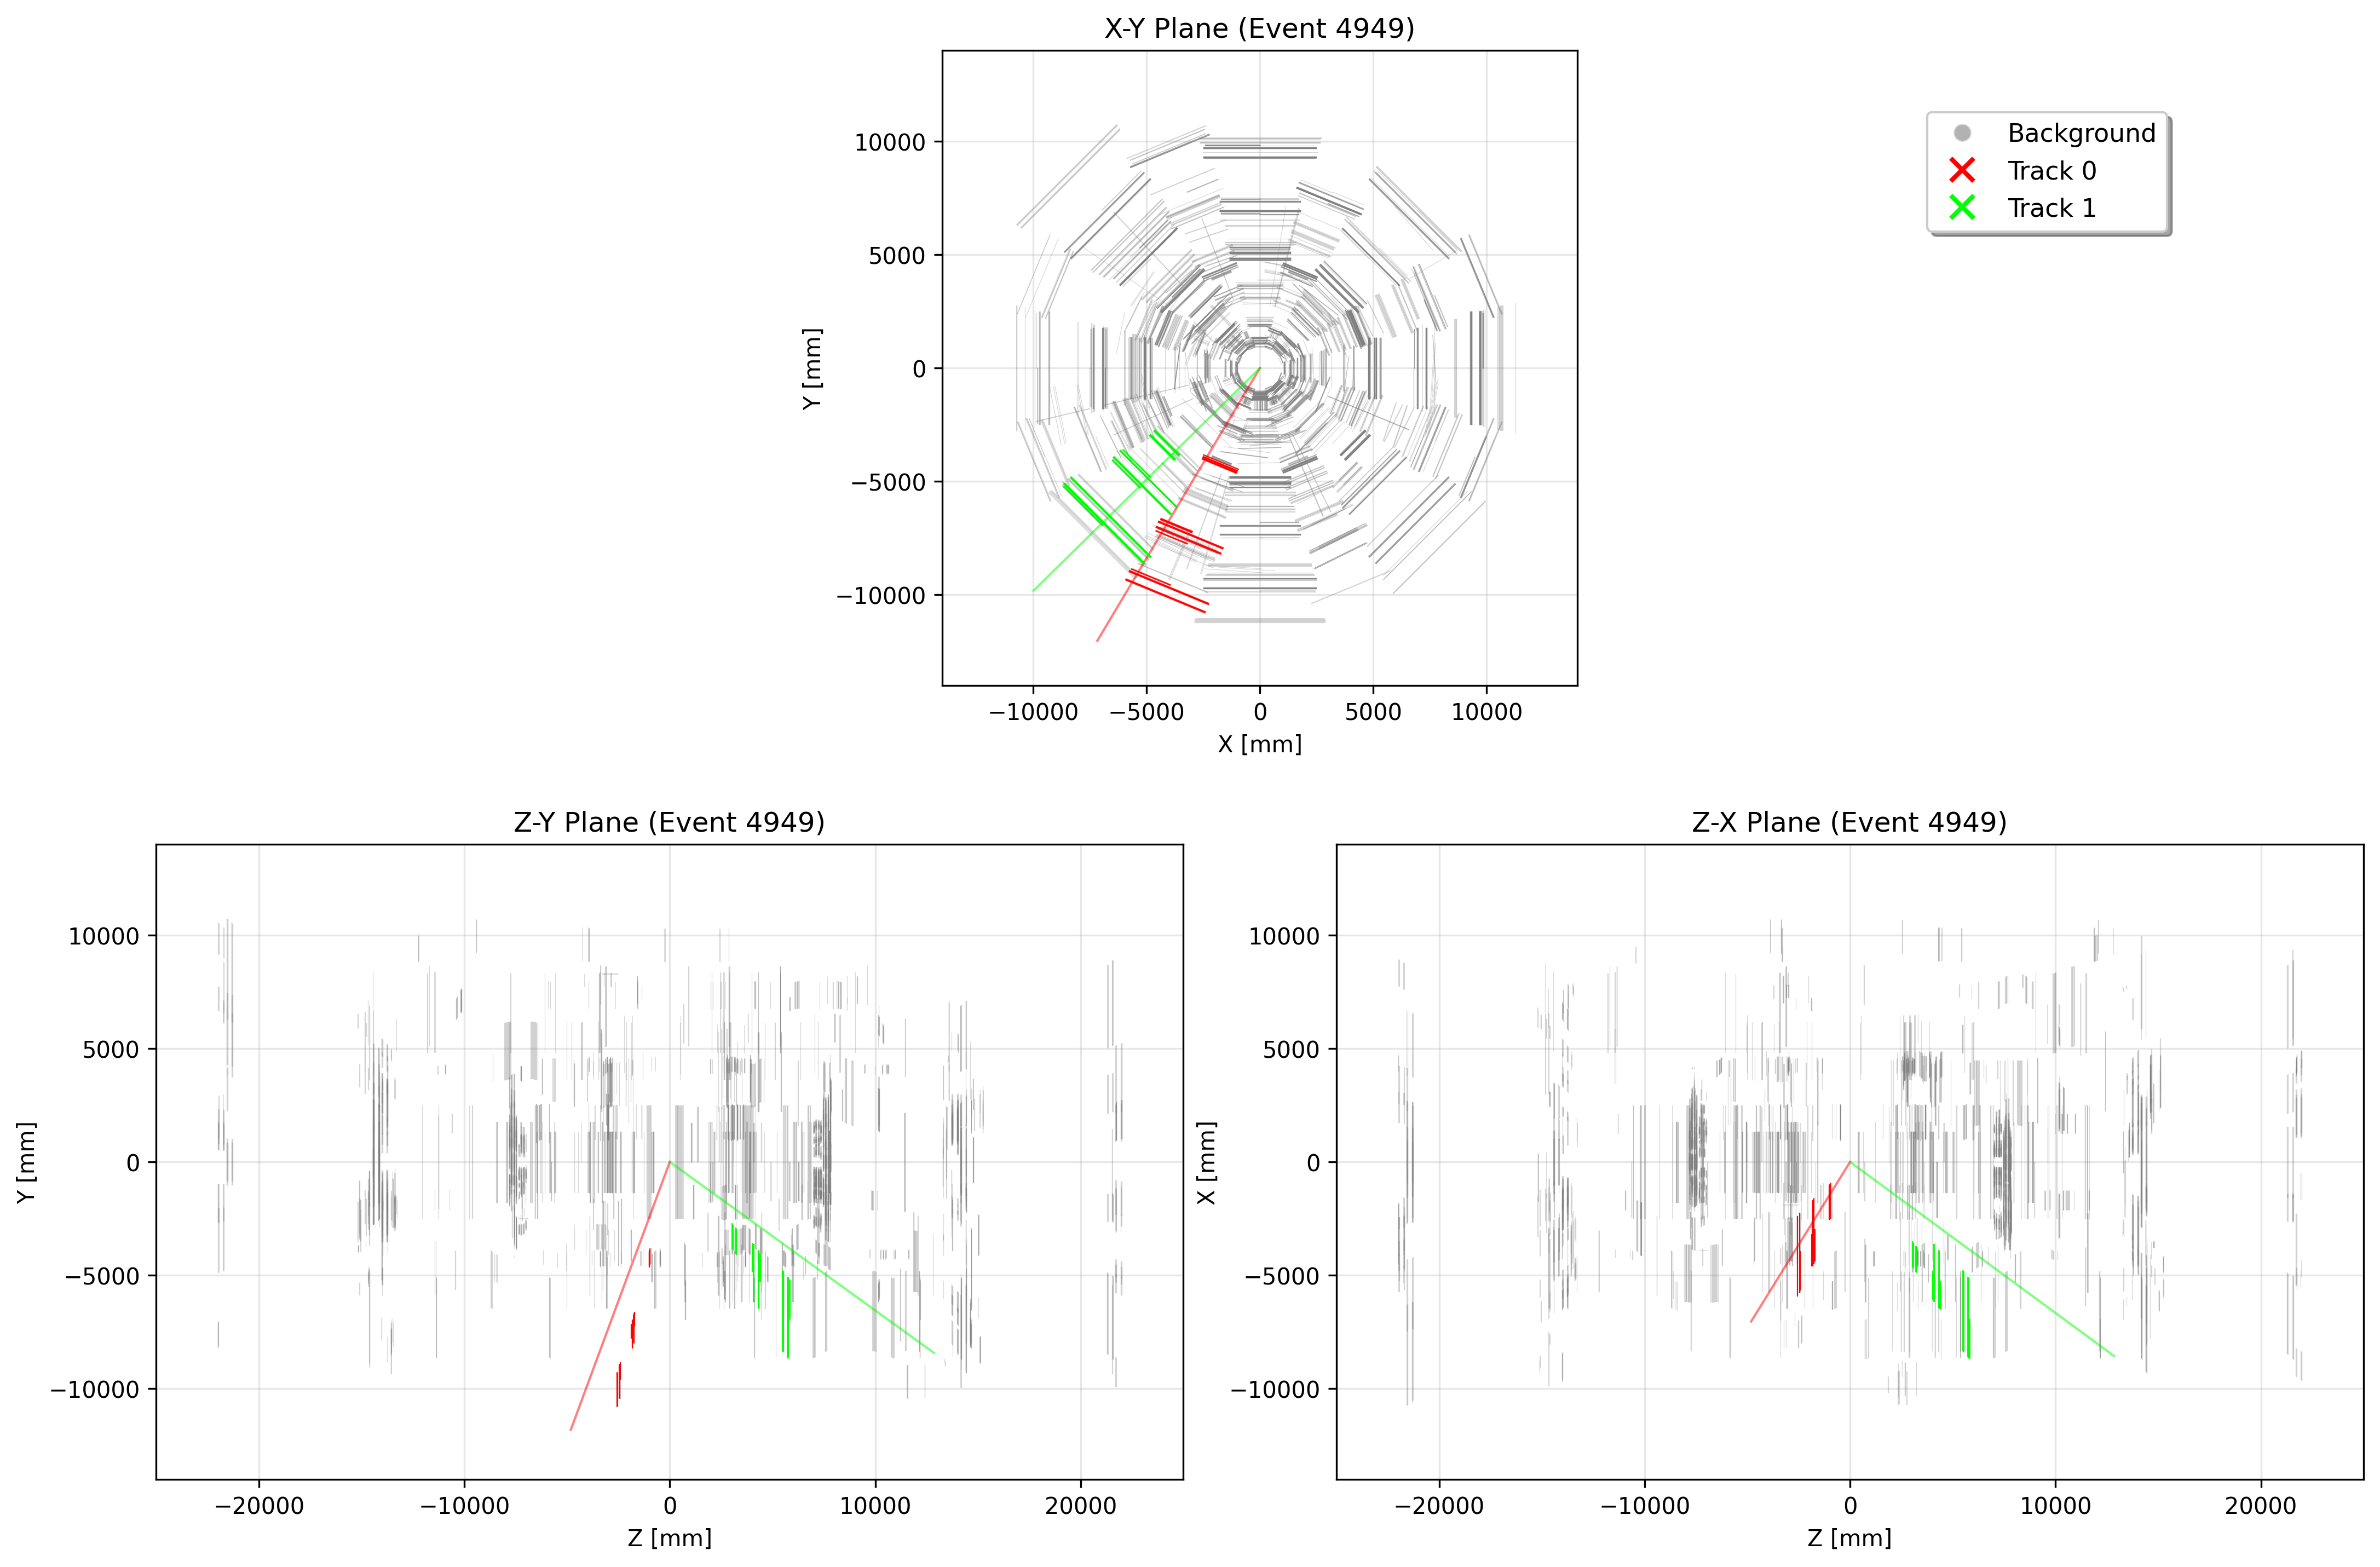 X-Y Plane (Event 4949)
Background
Track 0
Track 1
10000
5000
0
−5000
−10000
Y [mm]
−10000 −5000 0 5000 10000
X [mm]
Z-Y Plane (Event 4949)
10000
5000
0
−5000
−10000
Y [mm]
−20000 −10000 0 10000 20000
Z [mm]
Z-X Plane (Event 4949)
10000
5000
0
−5000
−10000
X [mm]
−20000 −10000 0 10000 20000
Z [mm]